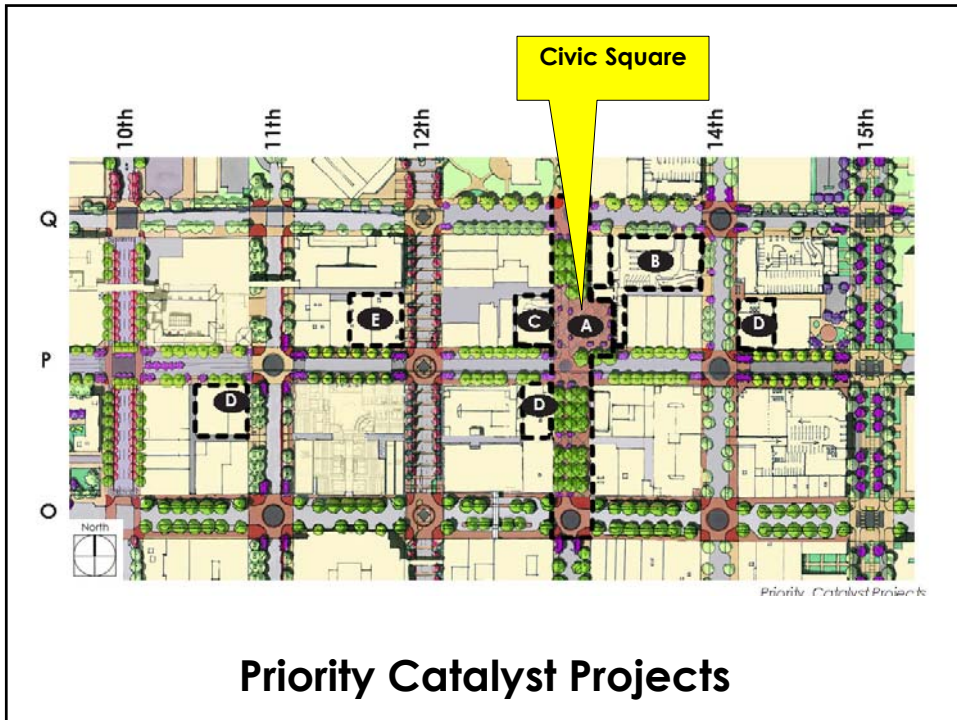 Civic Square
10th
11th
12th
14th
15th
Q
B
E
C
A
D
P
D
D
O
North
Priority Catalyst Projects
Priority Catalyst Projects